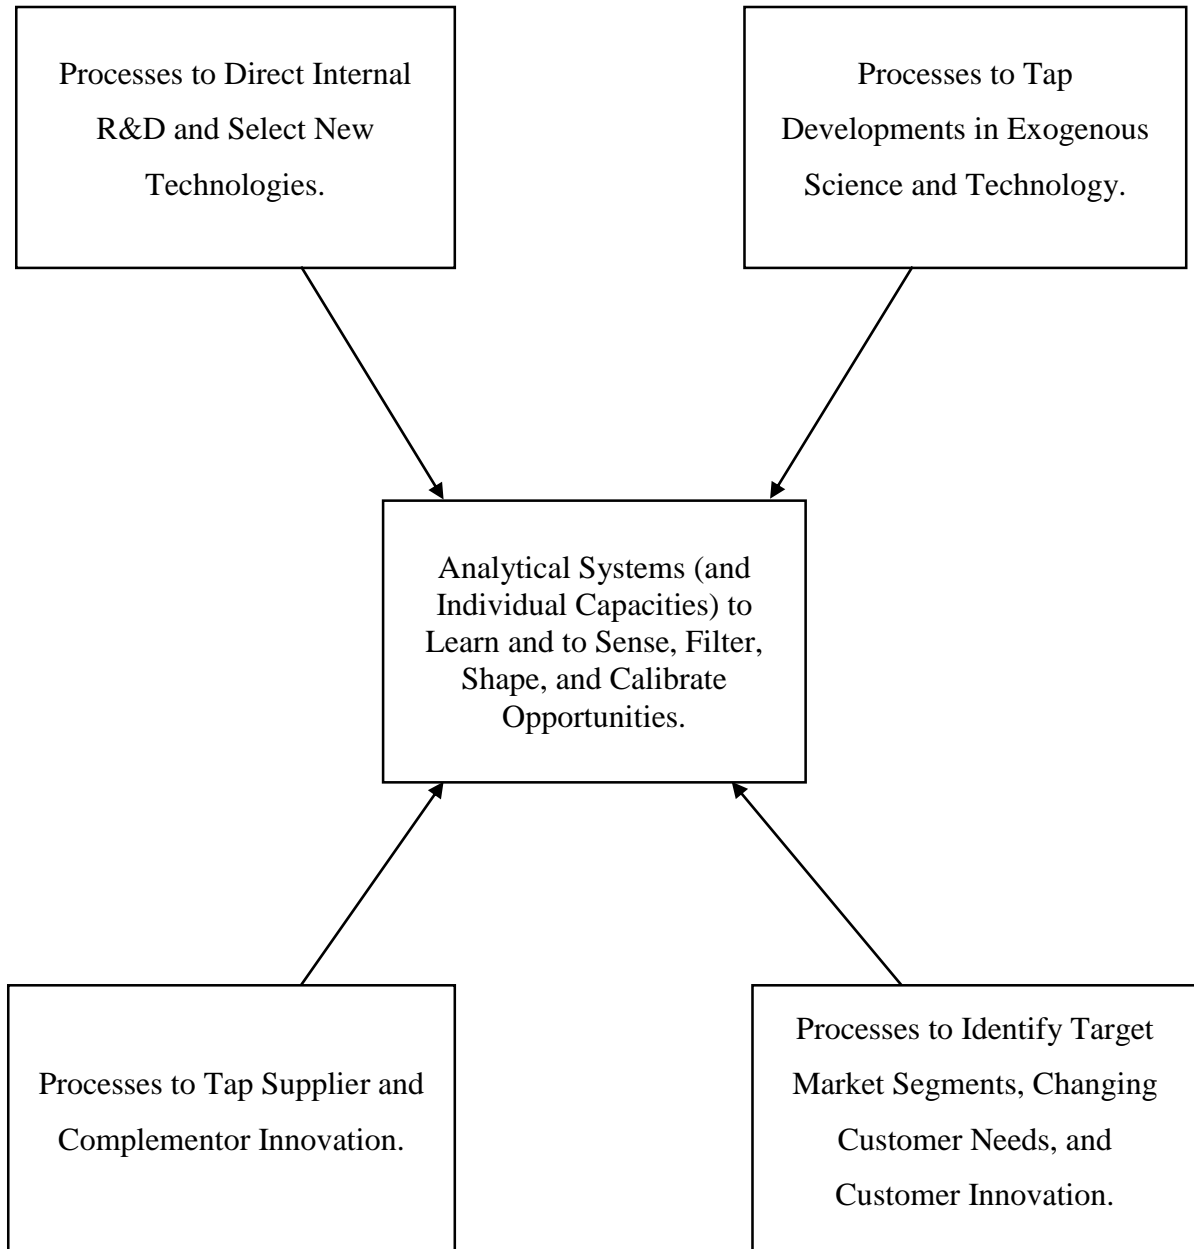 Processes to Direct Internal
R&D and Select New
Technologies.
Processes to Tap
Developments in Exogenous
Science and Technology.
Analytical Systems (and
Individual Capacities) to
Learn and to Sense, Filter,
Shape, and Calibrate
Opportunities.
Processes to Tap Supplier and
Complementor Innovation.
Processes to Identify Target
Market Segments, Changing
Customer Needs, and
Customer Innovation.